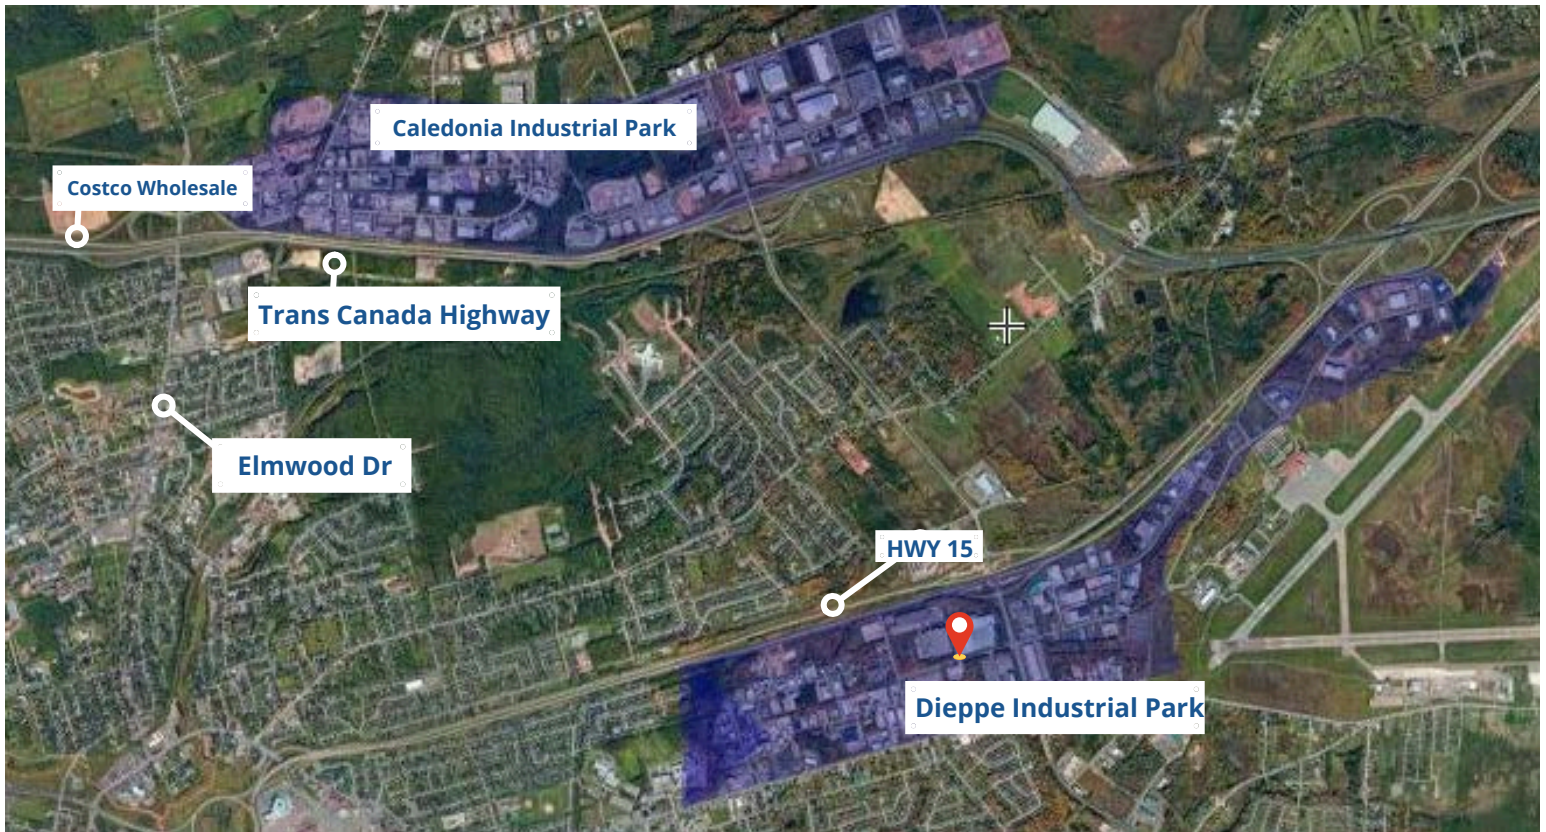 Caledonia Industrial Park
Costco Wholesale
Trans Canada Highway
Elmwood Dr
HWY 15
Dieppe Industrial Park